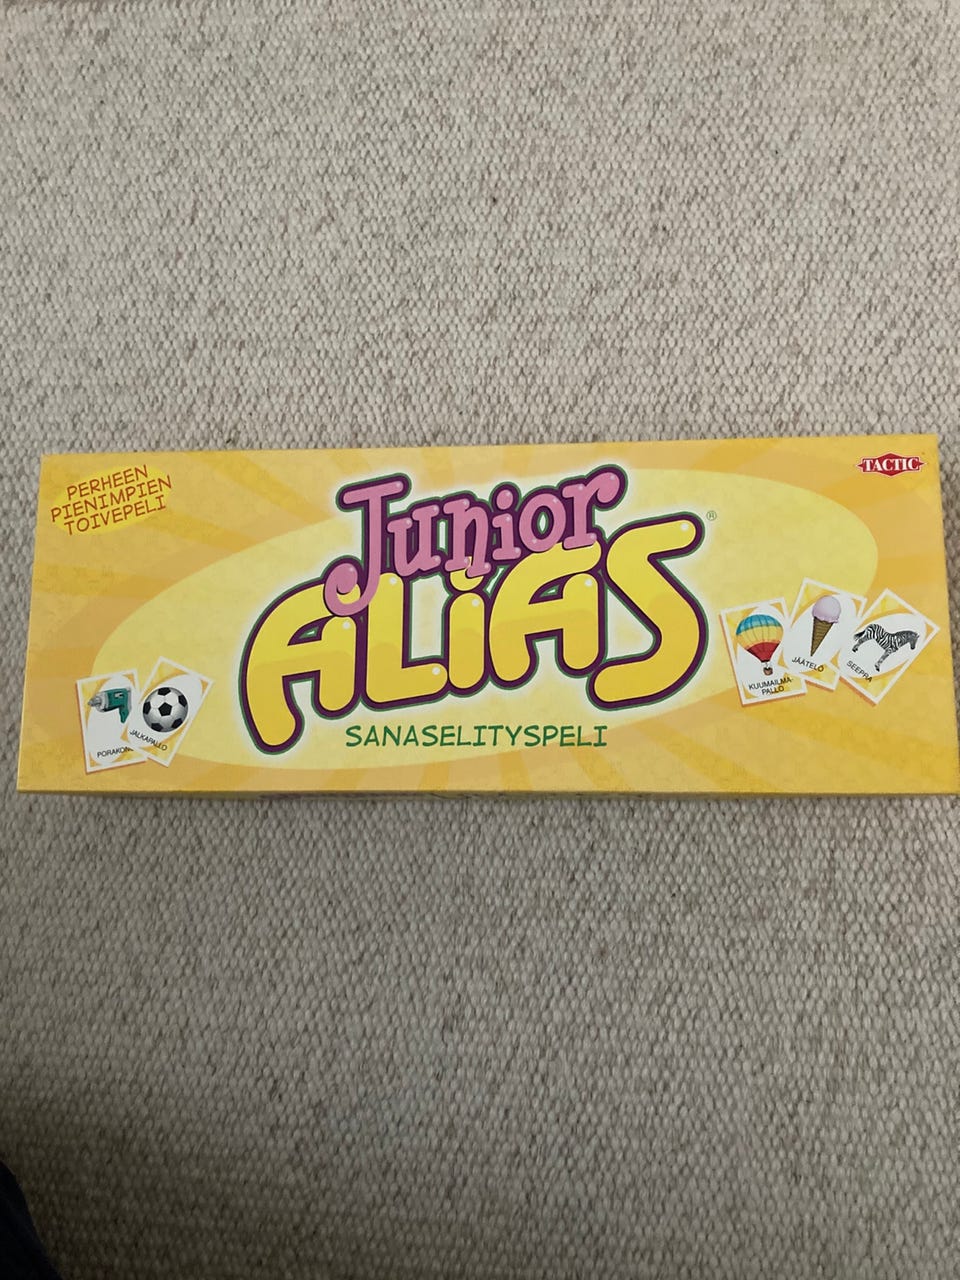 PERHEEN
PIENIMPIEN
TOIVEPELI
TACTIC
Junior
ALiAS®
SANASELITYSPELI
JALKAPALLO
KUUMAILMA-
PALLO
JÄÄTELÖ
SEEPRA